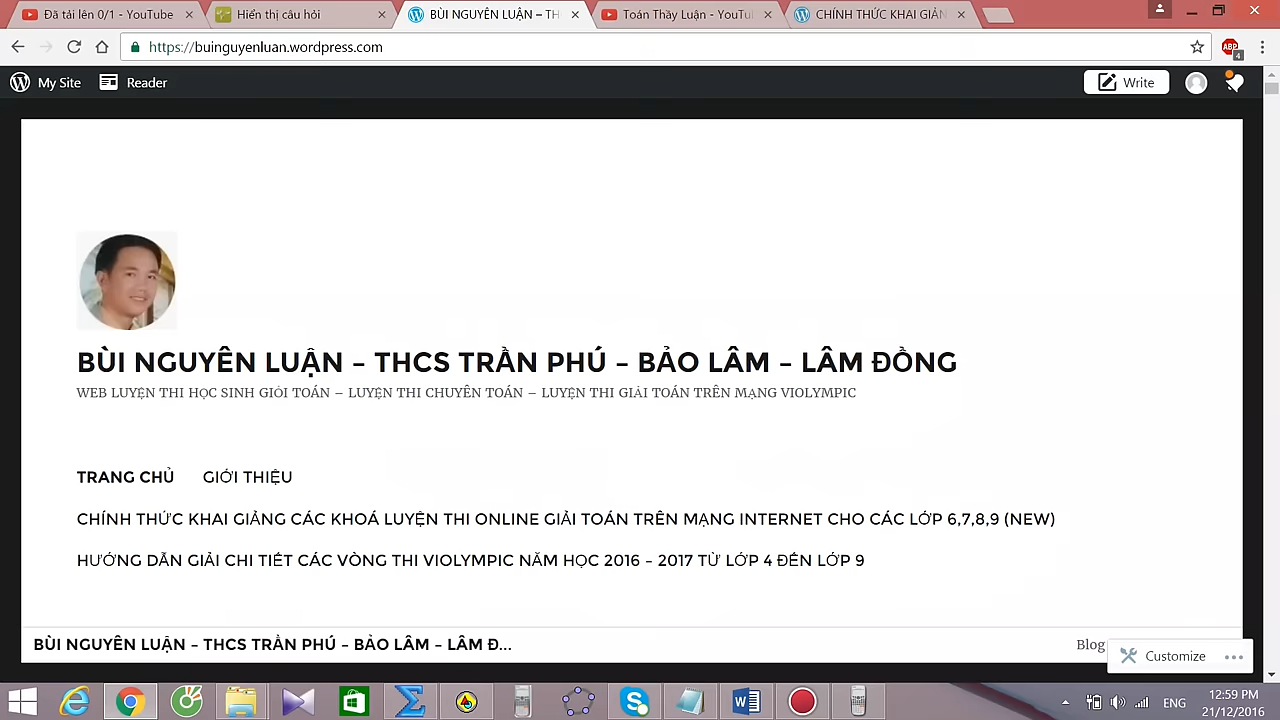 Đã tải lên 0/1 - YouTube
Hiển thị câu hỏi
BÙI NGUYÊN LUẬN – TH
Toán Thầy Luận - YouTu
CHÍNH THỨC KHAI GIẢN
https://buinguyenluan.wordpress.com
ABP
4
My Site
Reader
Write
BÙI NGUYÊN LUẬN – THCS TRẦN PHÚ – BẢO LÂM – LÂM ĐỒNG
WEB LUYỆN THI HỌC SINH GIỎI TOÁN – LUYỆN THI CHUYÊN TOÁN – LUYỆN THI GIẢI TOÁN TRÊN MẠNG VIOLYMPIC
TRANG CHỦ GIỚI THIỆU
CHÍNH THỨC KHAI GIẢNG CÁC KHOÁ LUYỆN THI ONLINE GIẢI TOÁN TRÊN MẠNG INTERNET CHO CÁC LỚP 6,7,8,9 (NEW)
HƯỚNG DẪN GIẢI CHI TIẾT CÁC VÒNG THI VIOLYMPIC NĂM HỌC 2016 – 2017 TỪ LỚP 4 ĐẾN LỚP 9
BÙI NGUYÊN LUẬN – THCS TRẦN PHÚ – BẢO LÂM – LÂM Đ...
Blog
Customize
ENG
12:59 PM
21/12/2016